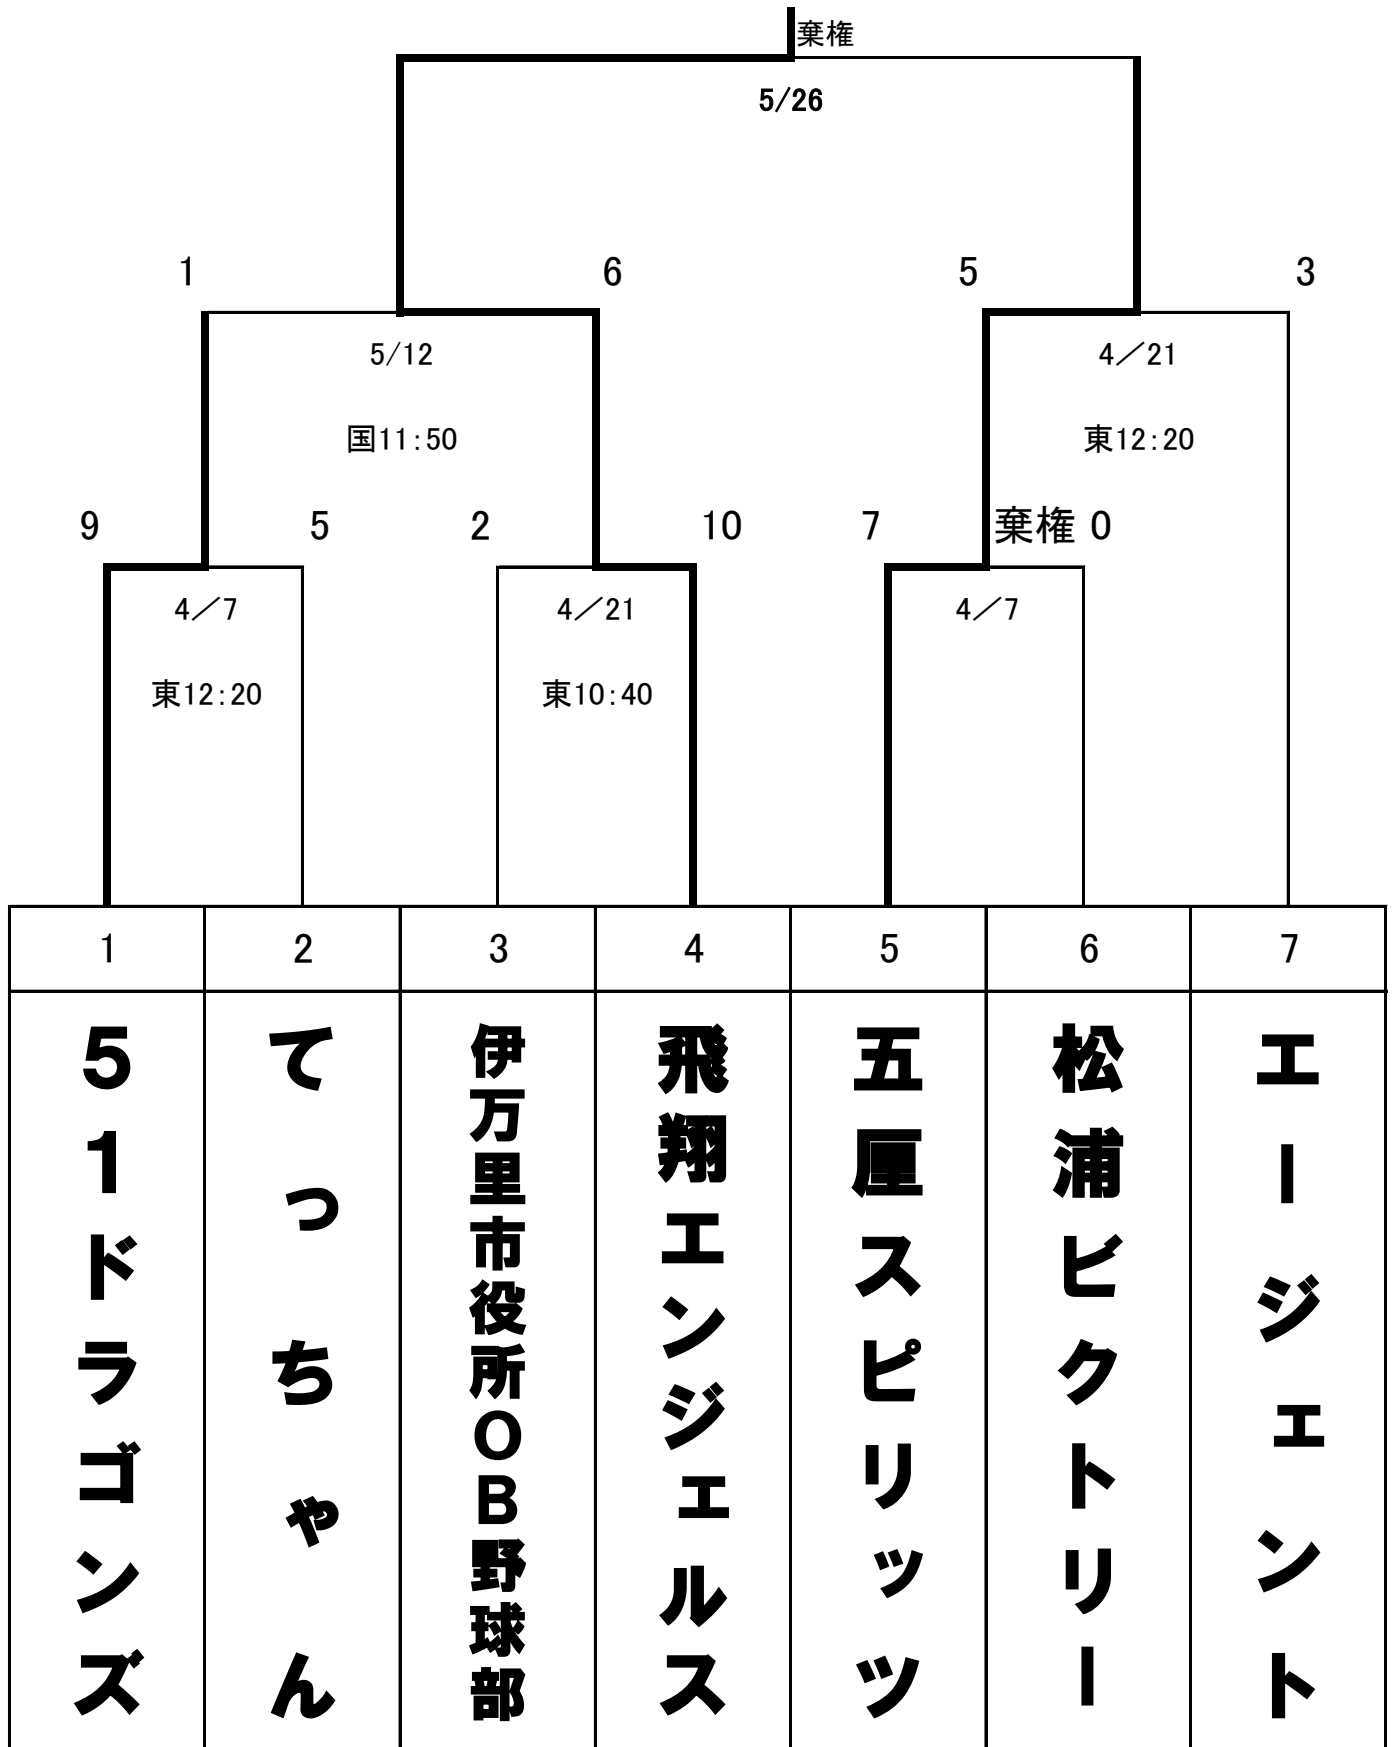 棄権
5/26
1 6 5 3
5/12 4／21
国11:50 東12:20
9 5 2 10 7 棄権 0
4／7 4／21 4／7
東12:20 東10:40
1 2 3 4 5 6 7
５１ドラゴンズ
てっちゃん
伊万里市役所ＯＢ野球部
飛翔エンジェルス
五厘スピリッツ
松浦ビクトリー
エージェント